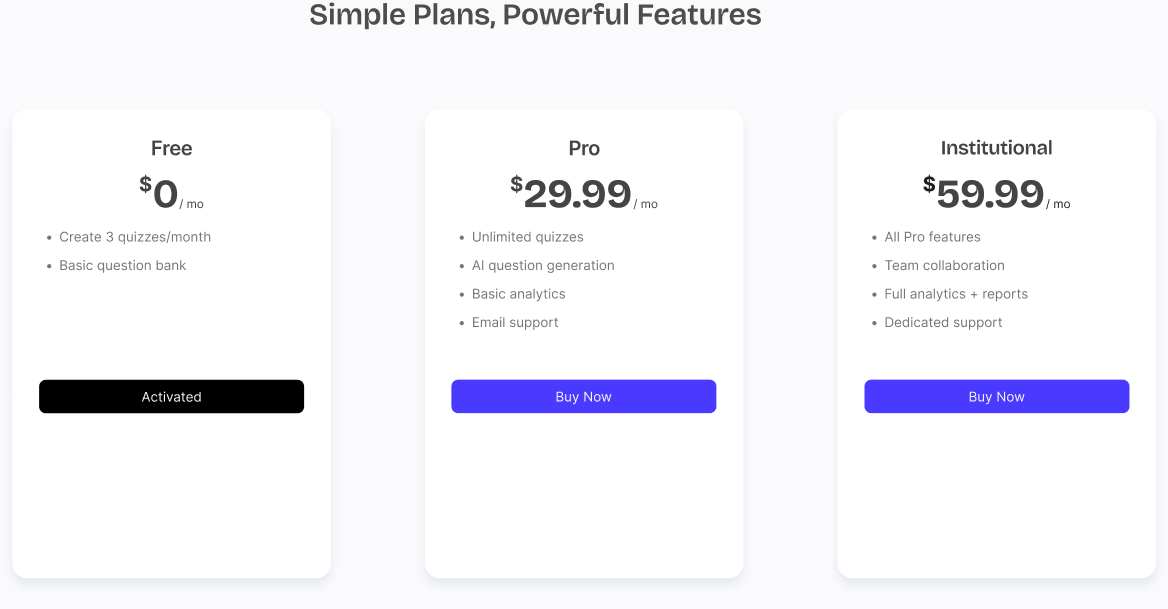 Simple Plans, Powerful Features
Free
$0/ mo
• Create 3 quizzes/month
• Basic question bank
Activated
Pro
$29.99/ mo
• Unlimited quizzes
• AI question generation
• Basic analytics
• Email support
Buy Now
Institutional
$59.99/ mo
• All Pro features
• Team collaboration
• Full analytics + reports
• Dedicated support
Buy Now